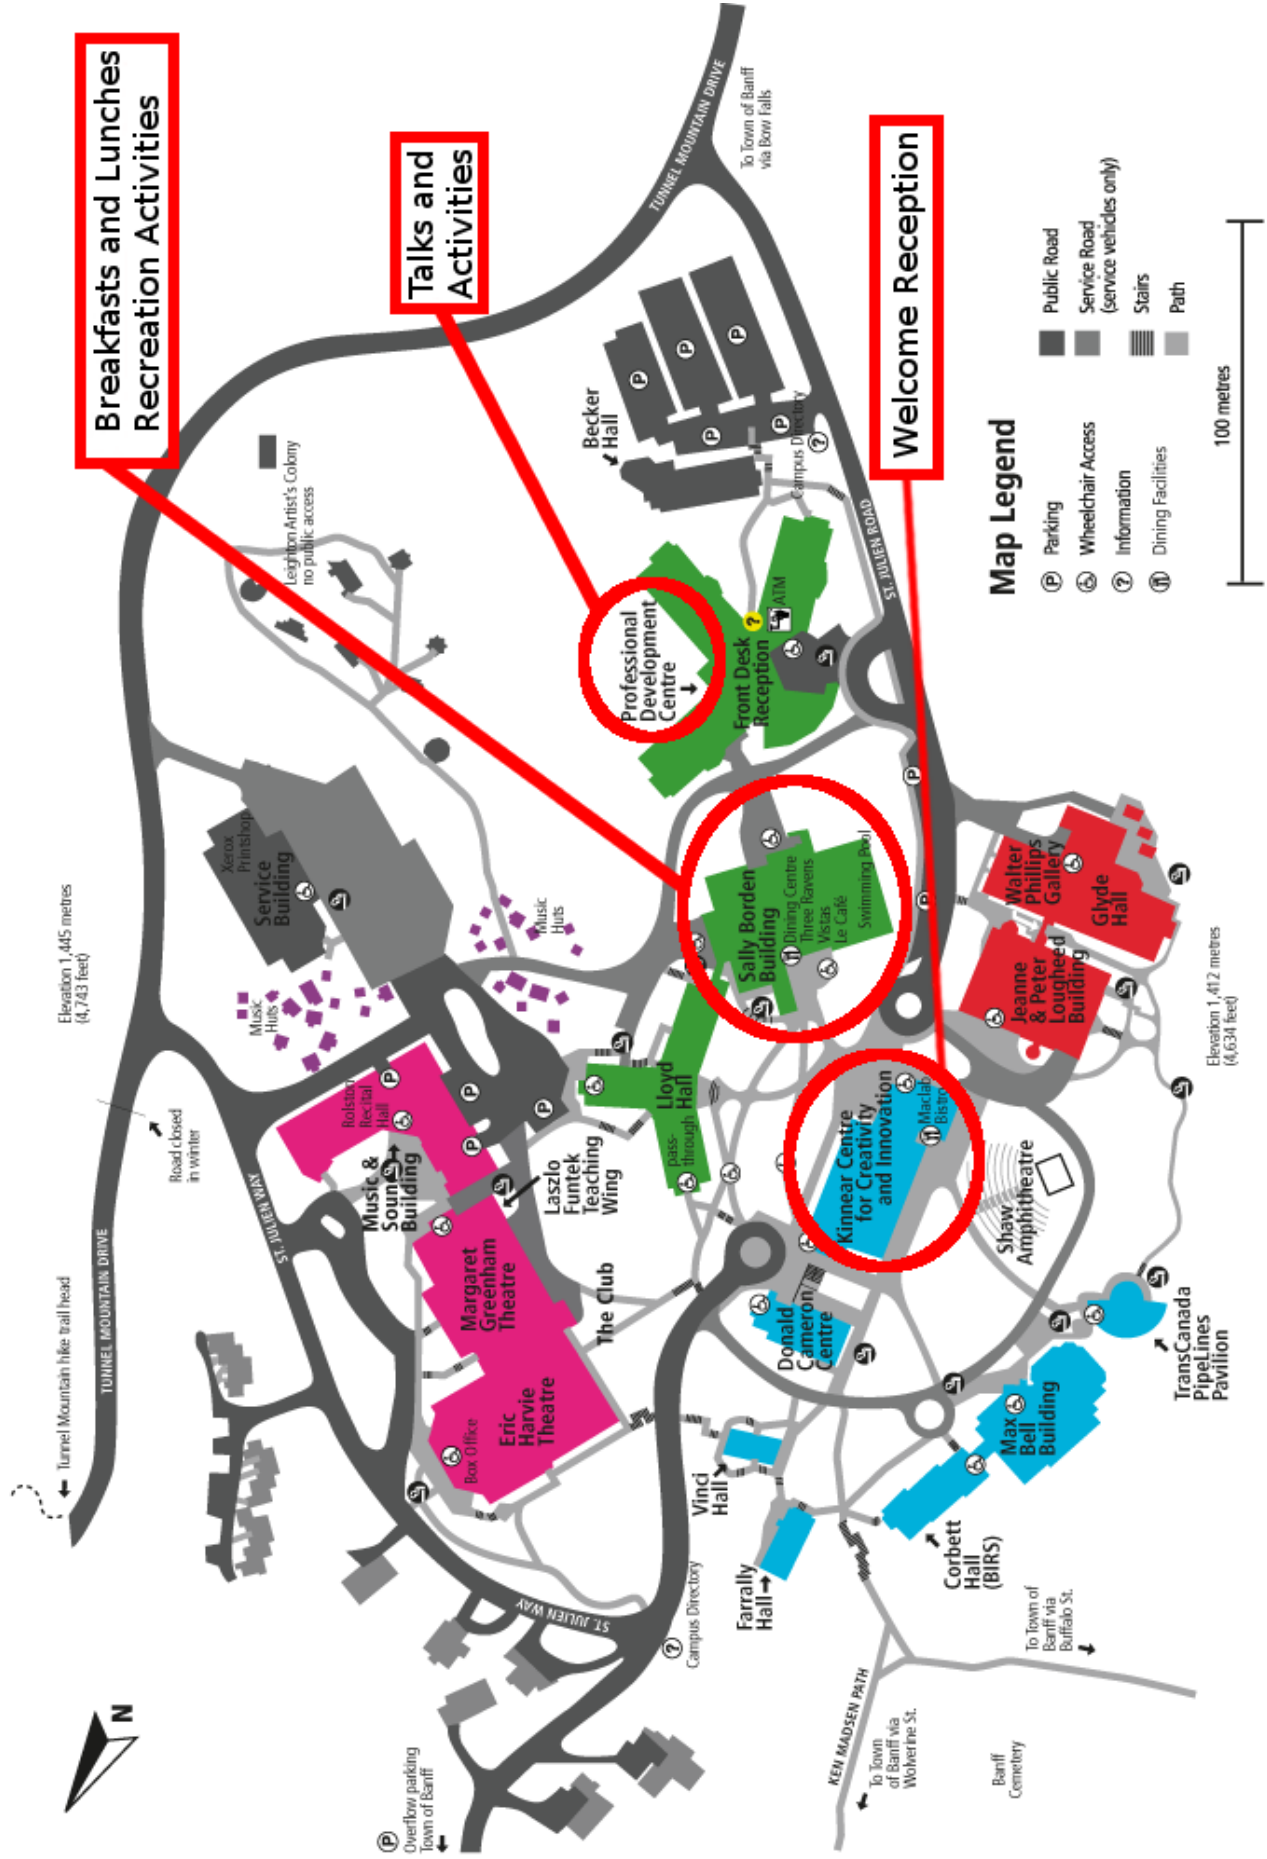 Breakfasts and Lunches
Recreation Activities
Talks and
Activities
Welcome Reception
TUNNEL MOUNTAIN DRIVE
To Town of Banff
via Bow Falls
Leighton Artist's Colony
no public access
Becker
Hall
P
P
P
P
P
Campus Directory
?
ST. JULIEN ROAD
Professional
Development
Centre
Front Desk
Reception
?
ATM
Xerox
Printshop
Service
Building
Elevation 1,445 metres
(4,743 feet)
Music
Huts
Music
Huts
Sally Borden
Building
Dining Centre
Three Ravens
Vistas
Le Café
Swimming Pool
P
P
Walter
Phillips
Gallery
Glyde
Hall
Jeanne
& Peter
Lougheed
Building
Elevation 1,412 metres
(4,634 feet)
Road closed
in winter
Rolston
Recital
Hall
P
P
P
P
Music &
Sound
Building
Laszlo
Funtek
Teaching
Wing
Lloyd
Hall
pass-
through
Kinnear Centre
for Creativity
and Innovation
Maclab
Bistro
Shaw
Amphitheatre
TUNNEL MOUNTAIN DRIVE
ST. JULIEN WAY
Tunnel Mountain hike trail head
Margaret
Greenham
Theatre
The Club
Eric
Harvie
Theatre
Box Office
Donald
Cameron
Centre
TransCanada
PipeLines
Pavilion
Max
Bell
Building
Vinci
Hall
Farrally
Hall
Corbett
Hall
(BIRS)
ST. JULIEN WAY
?
Campus Directory
To Town of
Banff via
Buffalo St.
KEN MADSEN PATH
To Town
of Banff via
Wolverine St.
Banff
Cemetery
N
P
Overflow parking
Town of Banff
Map Legend
P Parking
Wheelchair Access
? Information
Dining Facilities
Public Road
Service Road
(service vehicles only)
Stairs
Path
100 metres